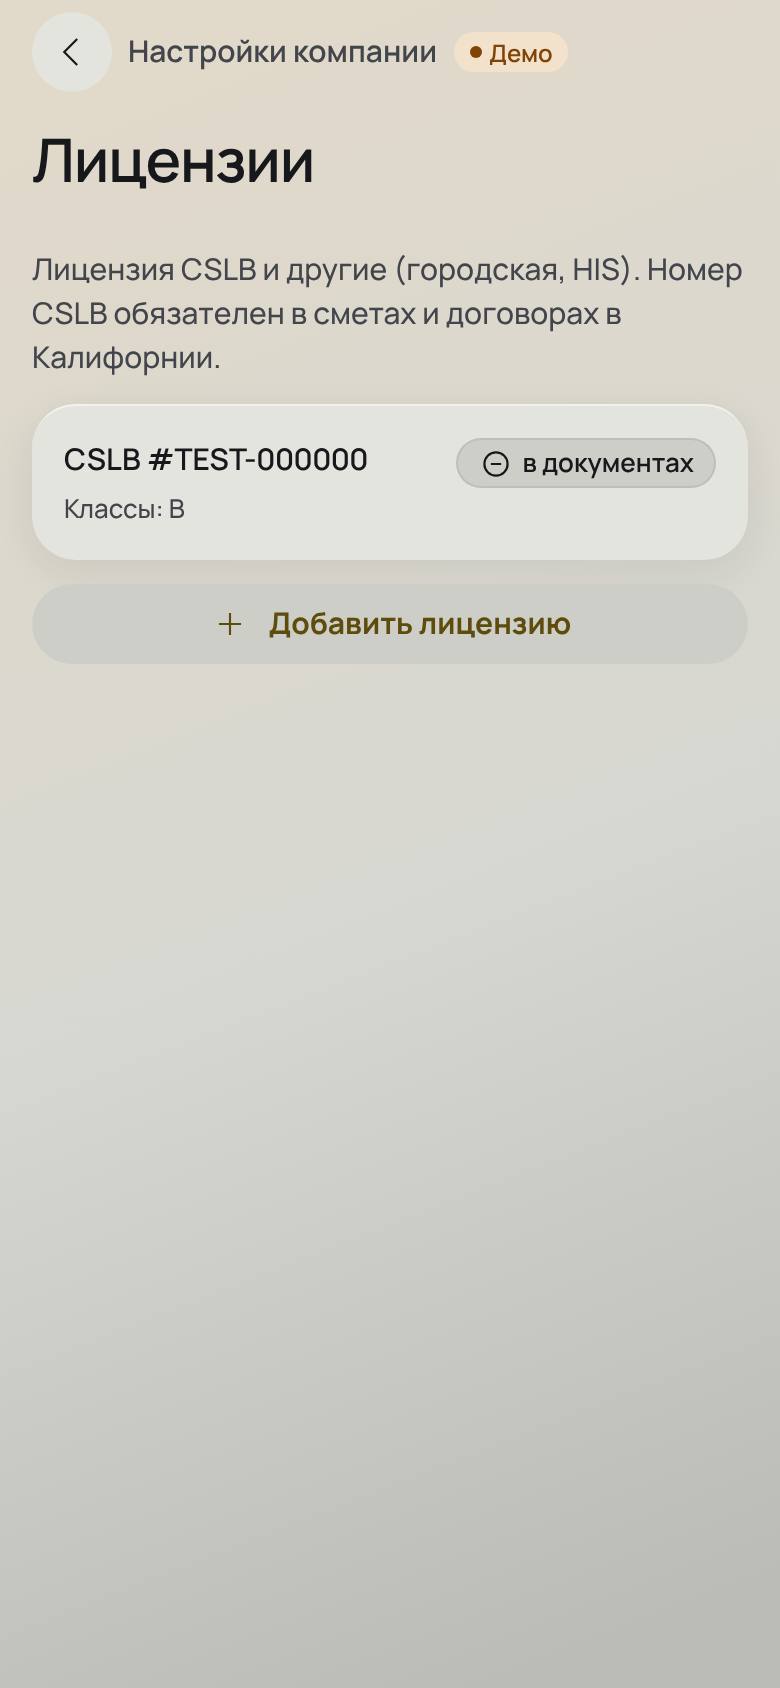 Настройки компании
Демо
Лицензии
Лицензия CSLB и другие (городская, HIS). Номер
CSLB обязателен в сметах и договорах в
Калифорнии.
CSLB #TEST-000000
в документах
Классы: B
Добавить лицензию